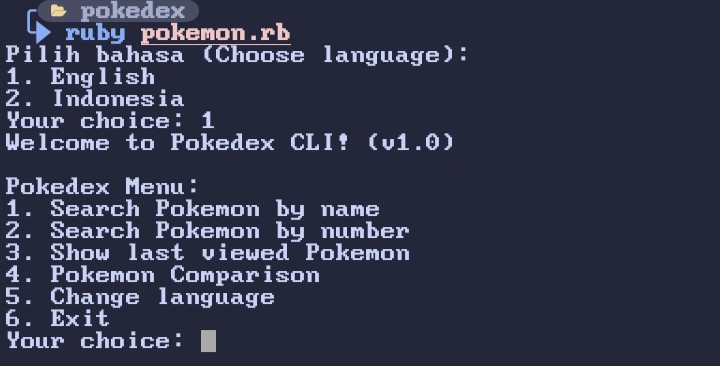 pokedex
ruby pokemon.rb
Pilih bahasa (Choose language):
1. English
2. Indonesia
Your choice: 1
Welcome to Pokedex CLI! (v1.0)
Pokedex Menu:
1. Search Pokemon by name
2. Search Pokemon by number
3. Show last viewed Pokemon
4. Pokemon Comparison
5. Change language
6. Exit
Your choice: